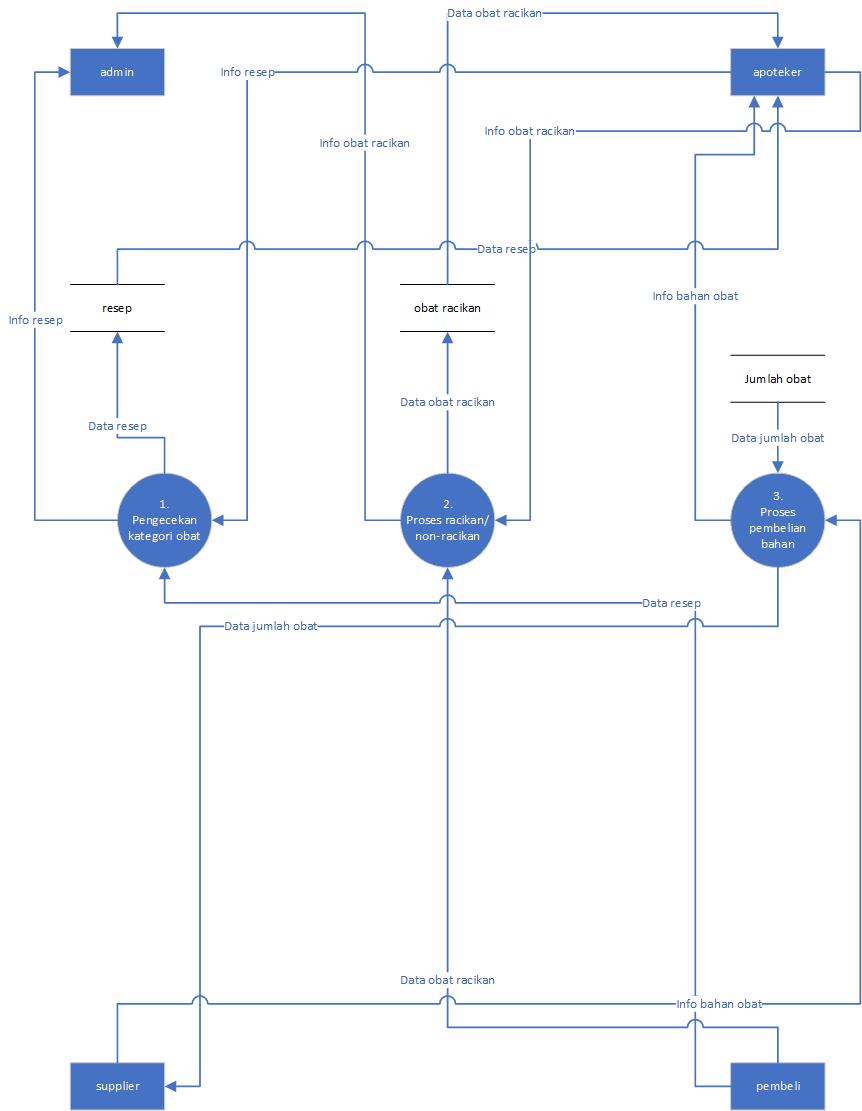 Data obat racikan
admin
Info resep
apoteker
Info obat racikan
Info obat racikan
Data resep
Info bahan obat
resep
obat racikan
Info resep
Jumlah obat
Data obat racikan
Data resep
Data jumlah obat
1.
Pengecekan
kategori obat
2.
Proses racikan/
non-racikan
3.
Proses
pembelian
bahan
Data resep
Data jumlah obat
Data obat racikan
Info bahan obat
supplier
pembeli